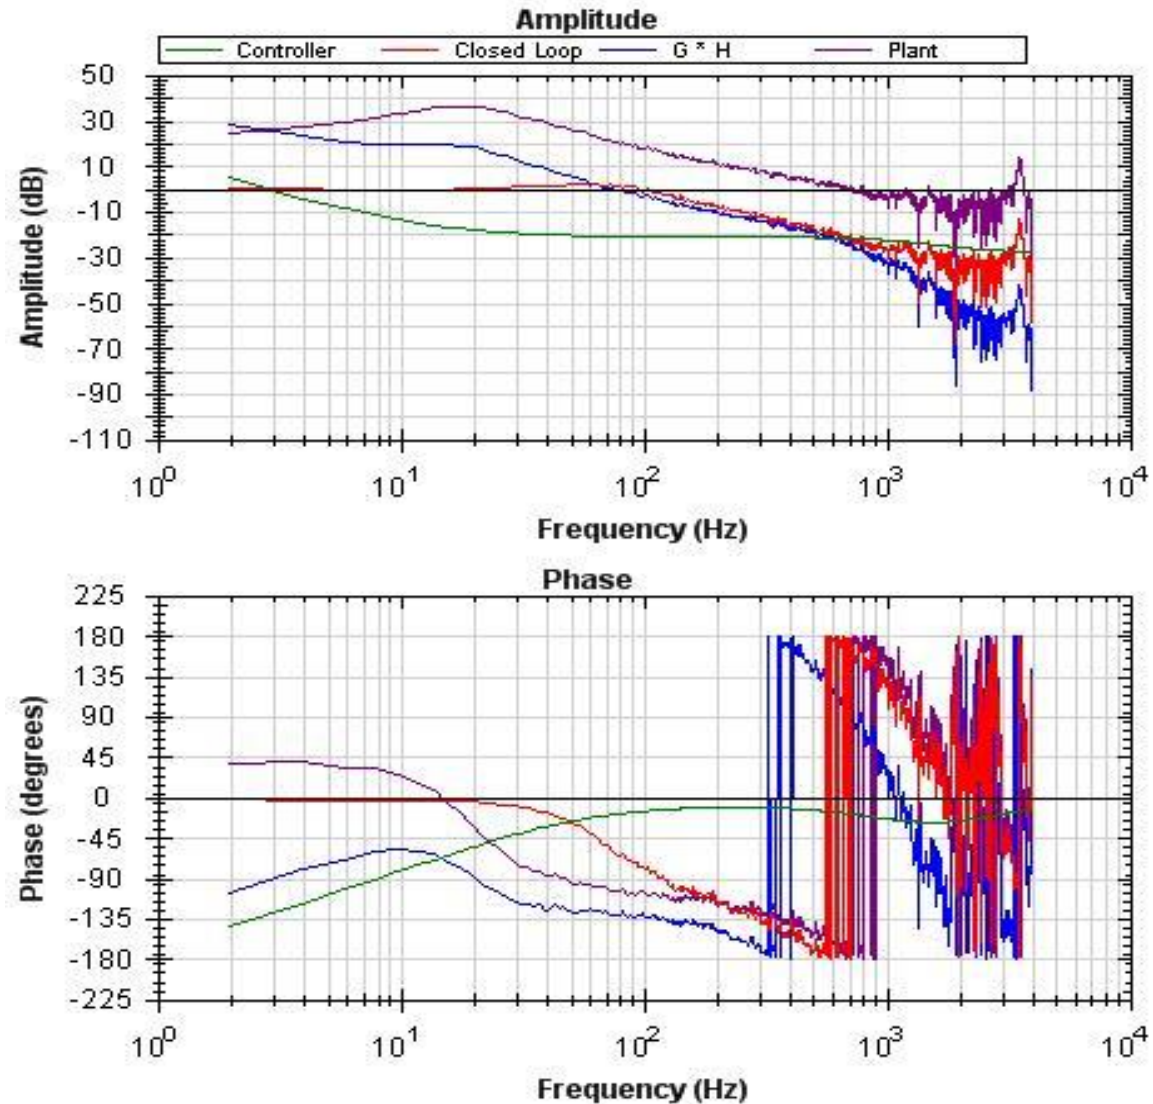 Amplitude
Controller Closed Loop G * H Plant
50
30
10
-10
-30
-50
-70
-90
-110
Amplitude (dB)
10^0 10^1 10^2 10^3 10^4
Frequency (Hz)
Phase
225
180
135
90
45
0
-45
-90
-135
-180
-225
Phase (degrees)
10^0 10^1 10^2 10^3 10^4
Frequency (Hz)